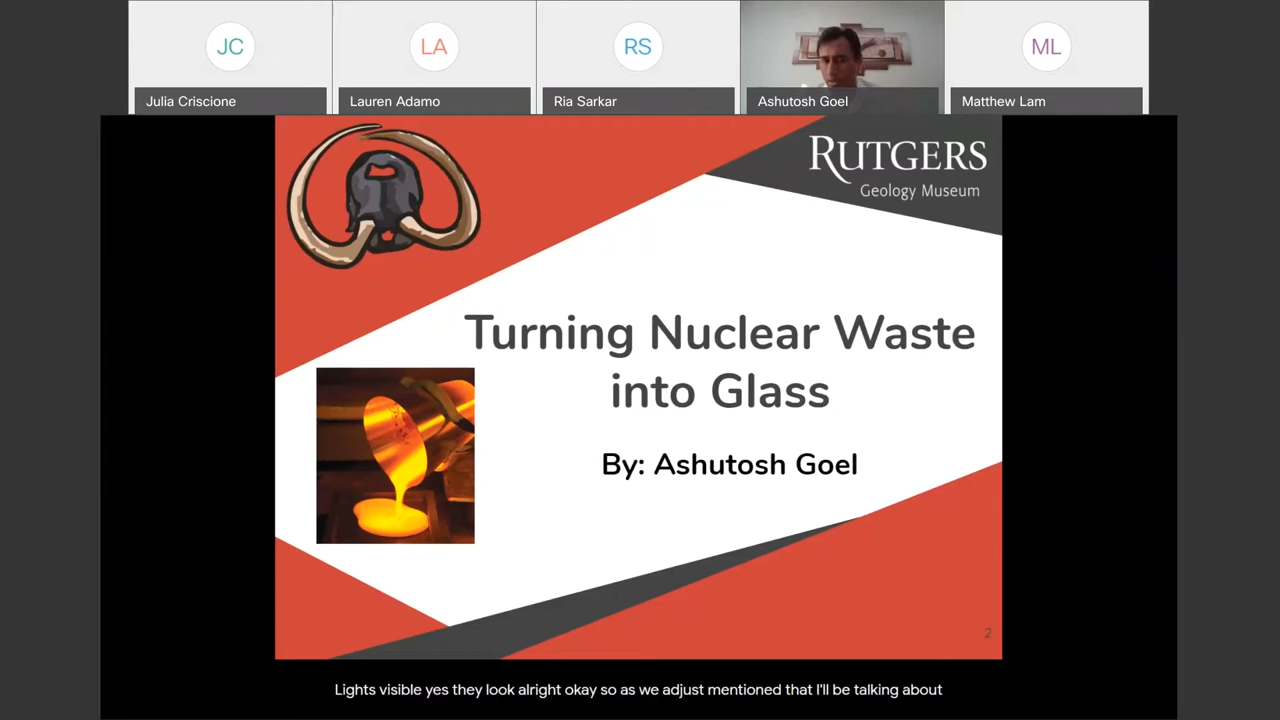 JC
LA
RS
ML
Julia Criscione
Lauren Adamo
Ria Sarkar
Ashutosh Goel
Matthew Lam
RUTGERS
Geology Museum
Turning Nuclear Waste
into Glass
By: Ashutosh Goel
2
Lights visible yes they look alright okay so as we adjust mentioned that I'll be talking about